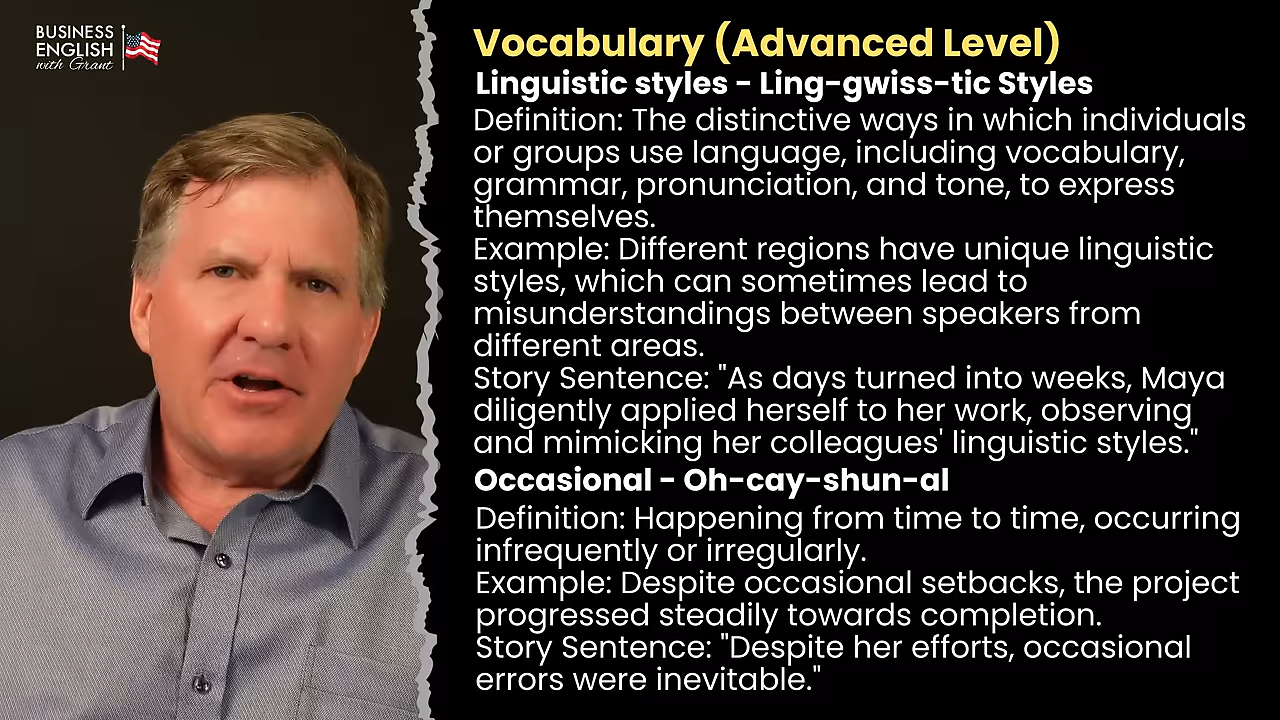 BUSINESS
ENGLISH
with Grant
Vocabulary (Advanced Level)
Linguistic styles - Ling-gwiss-tic Styles
Definition: The distinctive ways in which individuals
or groups use language, including vocabulary,
grammar, pronunciation, and tone, to express
themselves.
Example: Different regions have unique linguistic
styles, which can sometimes lead to
misunderstandings between speakers from
different areas.
Story Sentence: "As days turned into weeks, Maya
diligently applied herself to her work, observing
and mimicking her colleagues' linguistic styles."
Occasional - Oh-cay-shun-al
Definition: Happening from time to time, occurring
infrequently or irregularly.
Example: Despite occasional setbacks, the project
progressed steadily towards completion.
Story Sentence: "Despite her efforts, occasional
errors were inevitable."